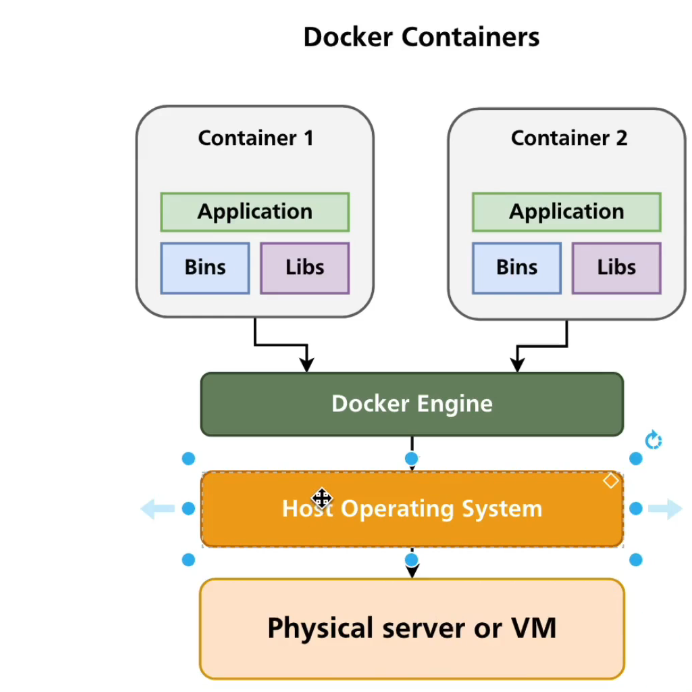 Docker Containers
Container 1
Container 2
Application
Application
Bins
Libs
Bins
Libs
Docker Engine
Host Operating System
Physical server or VM